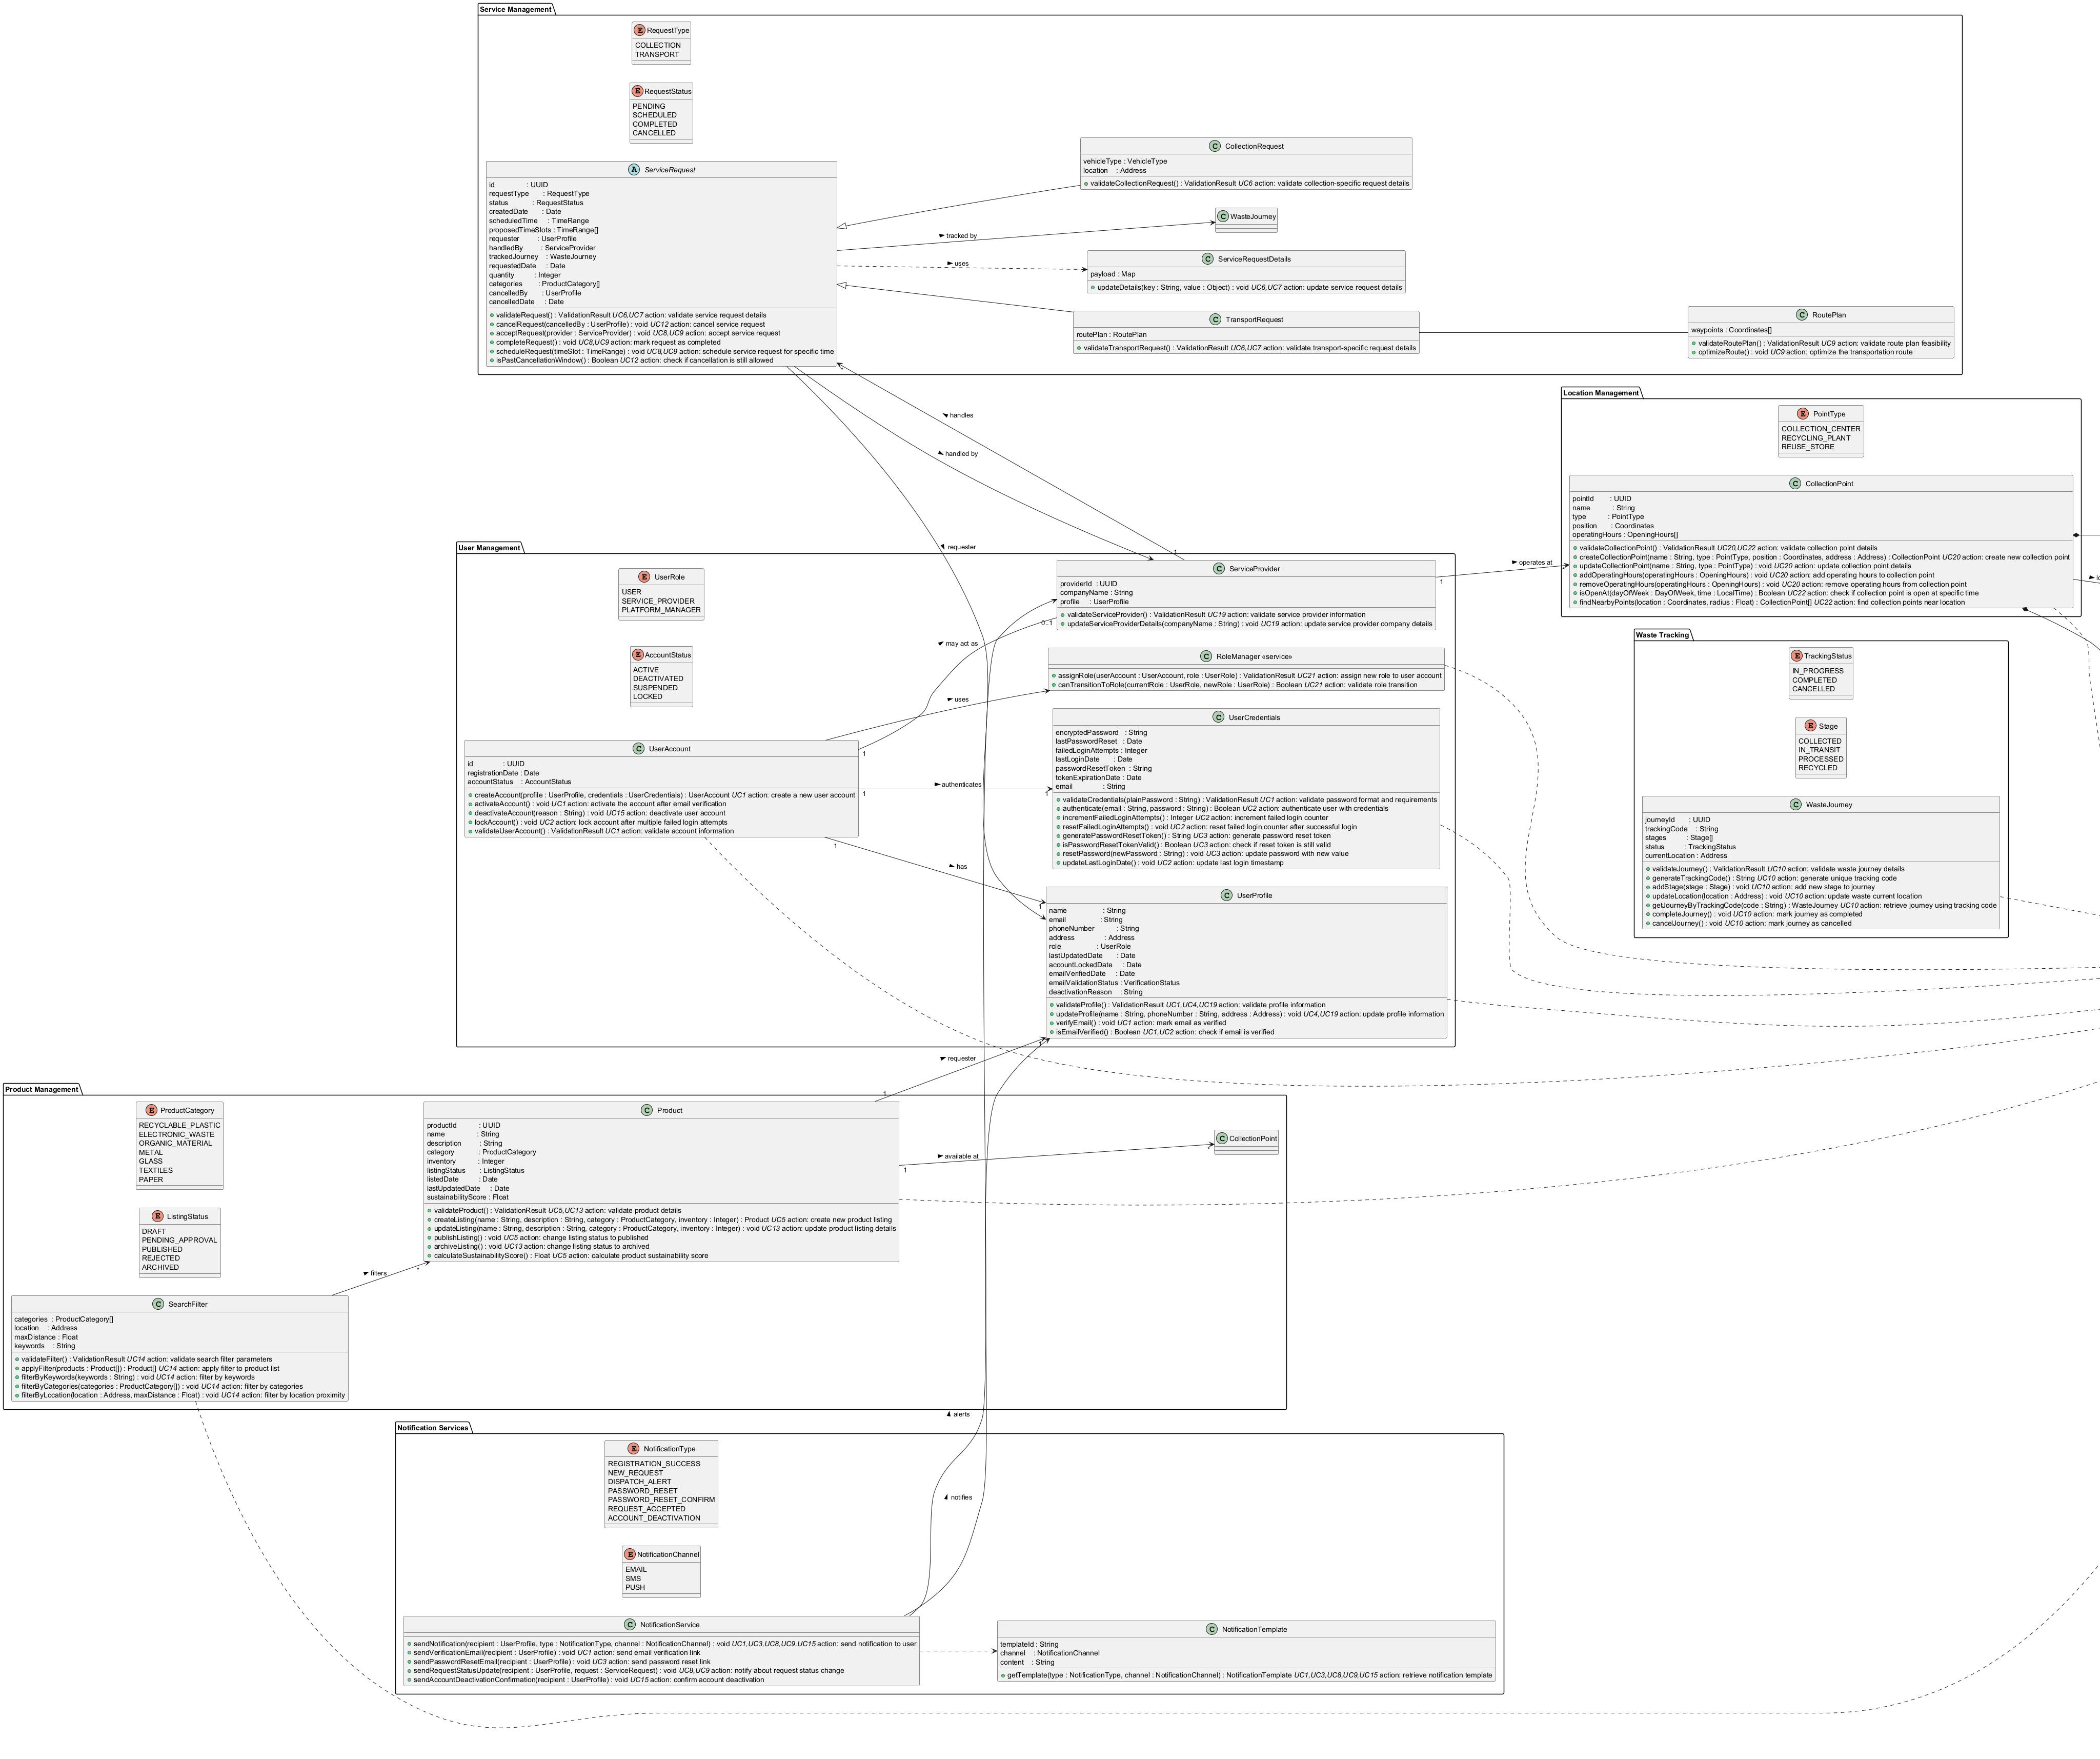 Service Management
RequestType
COLLECTION
TRANSPORT
RequestStatus
PENDING
SCHEDULED
COMPLETED
CANCELLED
ServiceRequest
id : UUID
requestType : RequestType
status : RequestStatus
createdDate : Date
scheduledTime : TimeRange
proposedTimeSlots : TimeRange[]
requester : UserProfile
handledBy : ServiceProvider
trackedJourney : WasteJourney
requestedDate : Date
quantity : Integer
categories : ProductCategory[]
cancelledBy : UserProfile
cancelledDate : Date
validateRequest() : ValidationResult UC6,UC7 action: validate service request details
cancelRequest(cancelledBy : UserProfile) : void UC12 action: cancel service request
acceptRequest(provider : ServiceProvider) : void UC8,UC9 action: accept service request
completeRequest() : void UC8,UC9 action: mark request as completed
scheduleRequest(timeSlot : TimeRange) : void UC8,UC9 action: schedule service request for specific time
isPastCancellationWindow() : Boolean UC12 action: check if cancellation is still allowed
CollectionRequest
vehicleType : VehicleType
location : Address
validateCollectionRequest() : ValidationResult UC6 action: validate collection-specific request details
tracked by
WasteJourney
uses
ServiceRequestDetails
payload : Map
updateDetails(key : String, value : Object) : void UC6,UC7 action: update service request details
TransportRequest
routePlan : RoutePlan
validateTransportRequest() : ValidationResult UC6,UC7 action: validate transport-specific request details
RoutePlan
waypoints : Coordinates[]
validateRoutePlan() : ValidationResult UC9 action: validate route plan feasibility
optimizeRoute() : void UC9 action: optimize the transportation route
*
handles
handled by
requester
1
Location Management
PointType
COLLECTION_CENTER
RECYCLING_PLANT
REUSE_STORE
CollectionPoint
pointId : UUID
name : String
type : PointType
position : Coordinates
operatingHours : OpeningHours[]
validateCollectionPoint() : ValidationResult UC20,UC22 action: validate collection point details
createCollectionPoint(name : String, type : PointType, position : Coordinates, address : Address) : CollectionPoint UC20 action: create new collection point
updateCollectionPoint(name : String, type : PointType) : void UC20 action: update collection point details
addOperatingHours(operatingHours : OpeningHours) : void UC20 action: add operating hours to collection point
removeOperatingHours(operatingHours : OpeningHours) : void UC20 action: remove operating hours from collection point
isOpenAt(dayOfWeek : DayOfWeek, time : LocalTime) : Boolean UC22 action: check if collection point is open at specific time
findNearbyPoints(location : Coordinates, radius : Float) : CollectionPoint[] UC22 action: find collection points near location
User Management
UserRole
USER
SERVICE_PROVIDER
PLATFORM_MANAGER
AccountStatus
ACTIVE
DEACTIVATED
SUSPENDED
LOCKED
UserAccount
id : UUID
registrationDate : Date
accountStatus : AccountStatus
createAccount(profile : UserProfile, credentials : UserCredentials) : UserAccount UC1 action: create a new user account
activateAccount() : void UC1 action: activate the account after email verification
deactivateAccount(reason : String) : void UC15 action: deactivate user account
lockAccount() : void UC2 action: lock account after multiple failed login attempts
validateUserAccount() : ValidationResult UC1 action: validate account information
may act as
1
0..1
uses
authenticates
1
1
has
1
1
ServiceProvider
providerId : UUID
companyName : String
profile : UserProfile
validateServiceProvider() : ValidationResult UC19 action: validate service provider information
updateServiceProviderDetails(companyName : String) : void UC19 action: update service provider company details
1
operates at
*
RoleManager «service»
assignRole(userAccount : UserAccount, role : UserRole) : ValidationResult UC21 action: assign new role to user account
canTransitionToRole(currentRole : UserRole, newRole : UserRole) : Boolean UC21 action: validate role transition
UserCredentials
encryptedPassword : String
lastPasswordReset : Date
failedLoginAttempts : Integer
lastLoginDate : Date
passwordResetToken : String
tokenExpirationDate : Date
email : String
validateCredentials(plainPassword : String) : ValidationResult UC1 action: validate password format and requirements
authenticate(email : String, password : String) : Boolean UC2 action: authenticate user with credentials
incrementFailedLoginAttempts() : Integer UC2 action: increment failed login counter
resetFailedLoginAttempts() : void UC2 action: reset failed login counter after successful login
generatePasswordResetToken() : String UC3 action: generate password reset token
isPasswordResetTokenValid() : Boolean UC3 action: check if reset token is still valid
resetPassword(newPassword : String) : void UC3 action: update password with new value
updateLastLoginDate() : void UC2 action: update last login timestamp
UserProfile
name : String
email : String
phoneNumber : String
address : Address
role : UserRole
lastUpdatedDate : Date
accountLockedDate : Date
emailVerifiedDate : Date
emailValidationStatus : VerificationStatus
deactivationReason : String
validateProfile() : ValidationResult UC1,UC4,UC19 action: validate profile information
updateProfile(name : String, phoneNumber : String, address : Address) : void UC4,UC19 action: update profile information
verifyEmail() : void UC1 action: mark email as verified
isEmailVerified() : Boolean UC1,UC2 action: check if email is verified
Waste Tracking
TrackingStatus
IN_PROGRESS
COMPLETED
CANCELLED
Stage
COLLECTED
IN_TRANSIT
PROCESSED
RECYCLED
WasteJourney
journeyId : UUID
trackingCode : String
stages : Stage[]
status : TrackingStatus
currentLocation : Address
validateJourney() : ValidationResult UC10 action: validate waste journey details
generateTrackingCode() : String UC10 action: generate unique tracking code
addStage(stage : Stage) : void UC10 action: add new stage to journey
updateLocation(location : Address) : void UC10 action: update waste current location
getJourneyByTrackingCode(code : String) : WasteJourney UC10 action: retrieve journey using tracking code
completeJourney() : void UC10 action: mark journey as completed
cancelJourney() : void UC10 action: mark journey as cancelled
requester
1
1
Product Management
ProductCategory
RECYCLABLE_PLASTIC
ELECTRONIC_WASTE
ORGANIC_MATERIAL
METAL
GLASS
TEXTILES
PAPER
ListingStatus
DRAFT
PENDING_APPROVAL
PUBLISHED
REJECTED
ARCHIVED
SearchFilter
categories : ProductCategory[]
location : Address
maxDistance : Float
keywords : String
validateFilter() : ValidationResult UC14 action: validate search filter parameters
applyFilter(products : Product[]) : Product[] UC14 action: apply filter to product list
filterByKeywords(keywords : String) : void UC14 action: filter by keywords
filterByCategories(categories : ProductCategory[]) : void UC14 action: filter by categories
filterByLocation(location : Address, maxDistance : Float) : void UC14 action: filter by location proximity
filters
*
Product
productId : UUID
name : String
description : String
category : ProductCategory
inventory : Integer
listingStatus : ListingStatus
listedDate : Date
lastUpdatedDate : Date
sustainabilityScore : Float
validateProduct() : ValidationResult UC5,UC13 action: validate product details
createListing(name : String, description : String, category : ProductCategory, inventory : Integer) : Product UC5 action: create new product listing
updateListing(name : String, description : String, category : ProductCategory, inventory : Integer) : void UC13 action: update product listing details
publishListing() : void UC5 action: change listing status to published
archiveListing() : void UC13 action: change listing status to archived
calculateSustainabilityScore() : Float UC5 action: calculate product sustainability score
1
available at
*
CollectionPoint
alerts
notifies
Notification Services
NotificationType
REGISTRATION_SUCCESS
NEW_REQUEST
DISPATCH_ALERT
PASSWORD_RESET
PASSWORD_RESET_CONFIRM
REQUEST_ACCEPTED
ACCOUNT_DEACTIVATION
NotificationChannel
EMAIL
SMS
PUSH
NotificationService
sendNotification(recipient : UserProfile, type : NotificationType, channel : NotificationChannel) : void UC1,UC3,UC8,UC9,UC15 action: send notification to user
sendVerificationEmail(recipient : UserProfile) : void UC1 action: send email verification link
sendPasswordResetEmail(recipient : UserProfile) : void UC3 action: send password reset link
sendRequestStatusUpdate(recipient : UserProfile, request : ServiceRequest) : void UC8,UC9 action: notify about request status change
sendAccountDeactivationConfirmation(recipient : UserProfile) : void UC15 action: confirm account deactivation
NotificationTemplate
templateId : String
channel : NotificationChannel
content : String
getTemplate(type : NotificationType, channel : NotificationChannel) : NotificationTemplate UC1,UC3,UC8,UC9,UC15 action: retrieve notification template